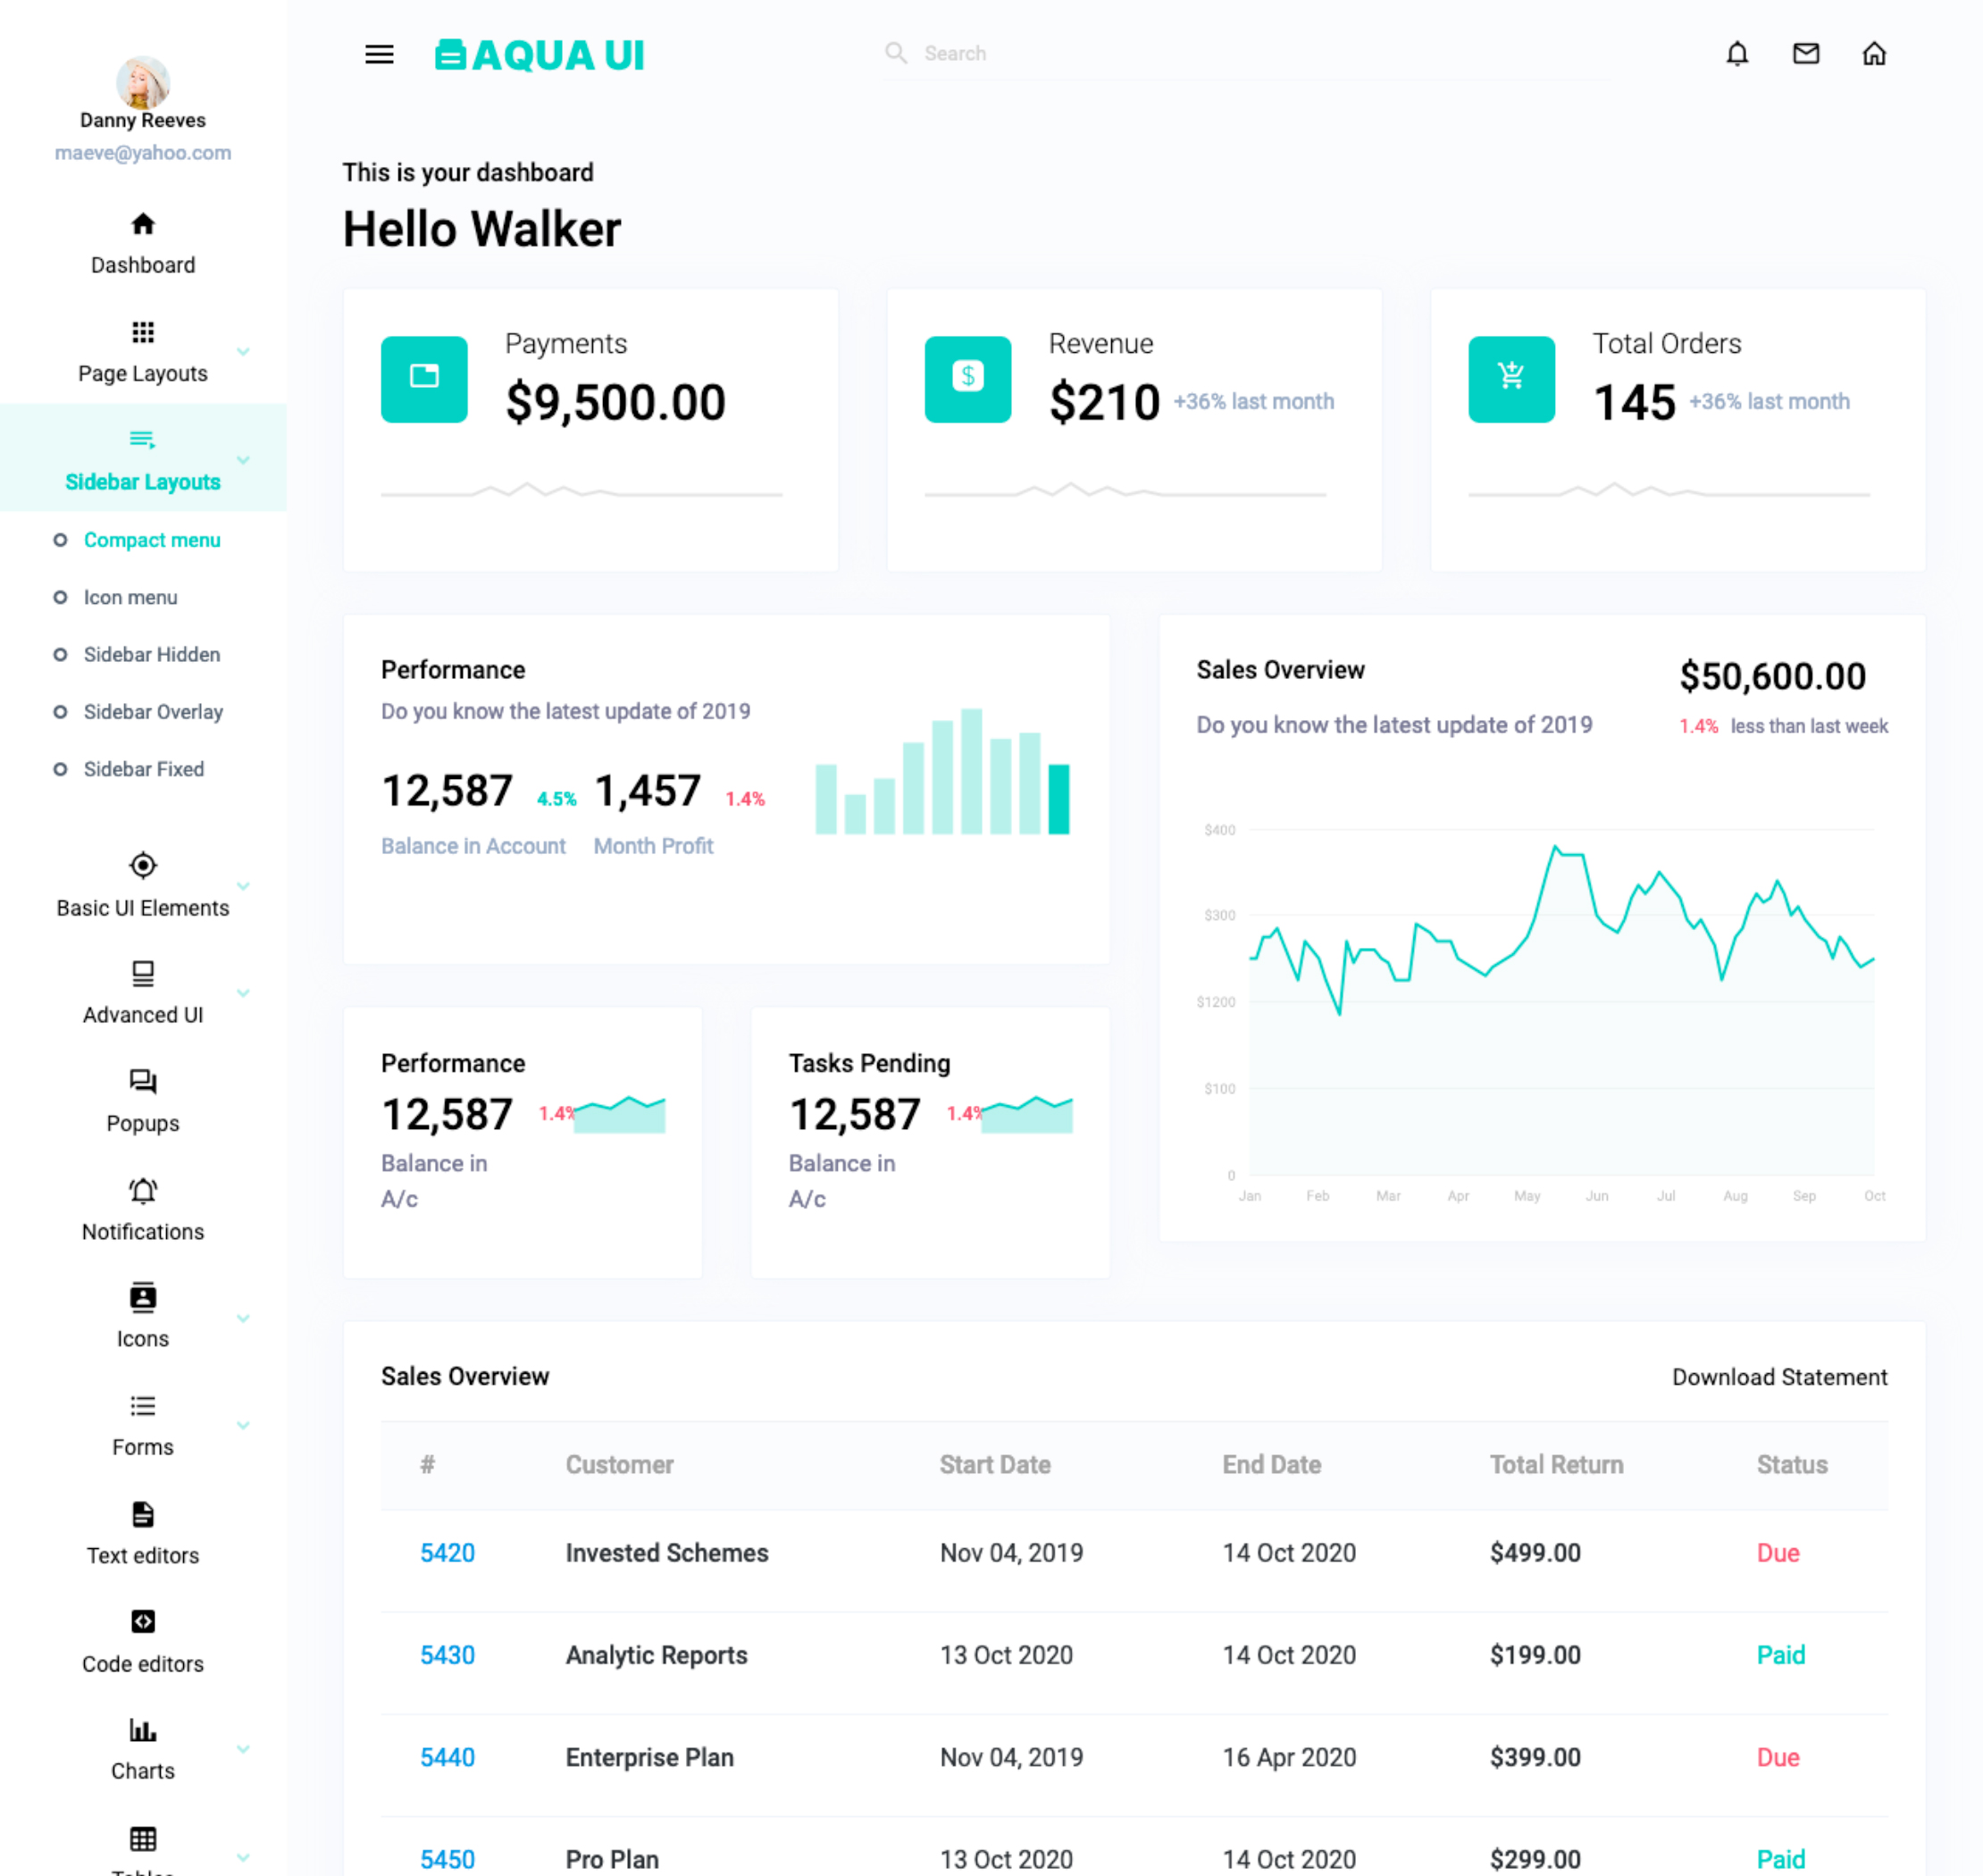 Danny Reeves
maeve@yahoo.com
Dashboard
Page Layouts
Sidebar Layouts
Compact menu
Icon menu
Sidebar Hidden
Sidebar Overlay
Sidebar Fixed
Basic UI Elements
Advanced UI
Popups
Notifications
Icons
Forms
Text editors
Code editors
Charts
AQUA UI
Search
This is your dashboard
Hello Walker
Payments
$9,500.00
Revenue
$
$210 +36% last month
Total Orders
145 +36% last month
Performance
Do you know the latest update of 2019
12,587 4.5% 1,457 1.4%
Balance in Account Month Profit
Sales Overview
$50,600.00
Do you know the latest update of 2019
1.4% less than last week
$400
$300
$1200
$100
0
Jan Feb Mar Apr May Jun Jul Aug Sep Oct
Performance
12,587 1.4%
Balance in
A/c
Tasks Pending
12,587 1.4%
Balance in
A/c
Sales Overview
Download Statement
# Customer Start Date End Date Total Return Status
5420 Invested Schemes Nov 04, 2019 14 Oct 2020 $499.00 Due
5430 Analytic Reports 13 Oct 2020 14 Oct 2020 $199.00 Paid
5440 Enterprise Plan Nov 04, 2019 16 Apr 2020 $399.00 Due
5450 Pro Plan 13 Oct 2020 14 Oct 2020 $299.00 Paid